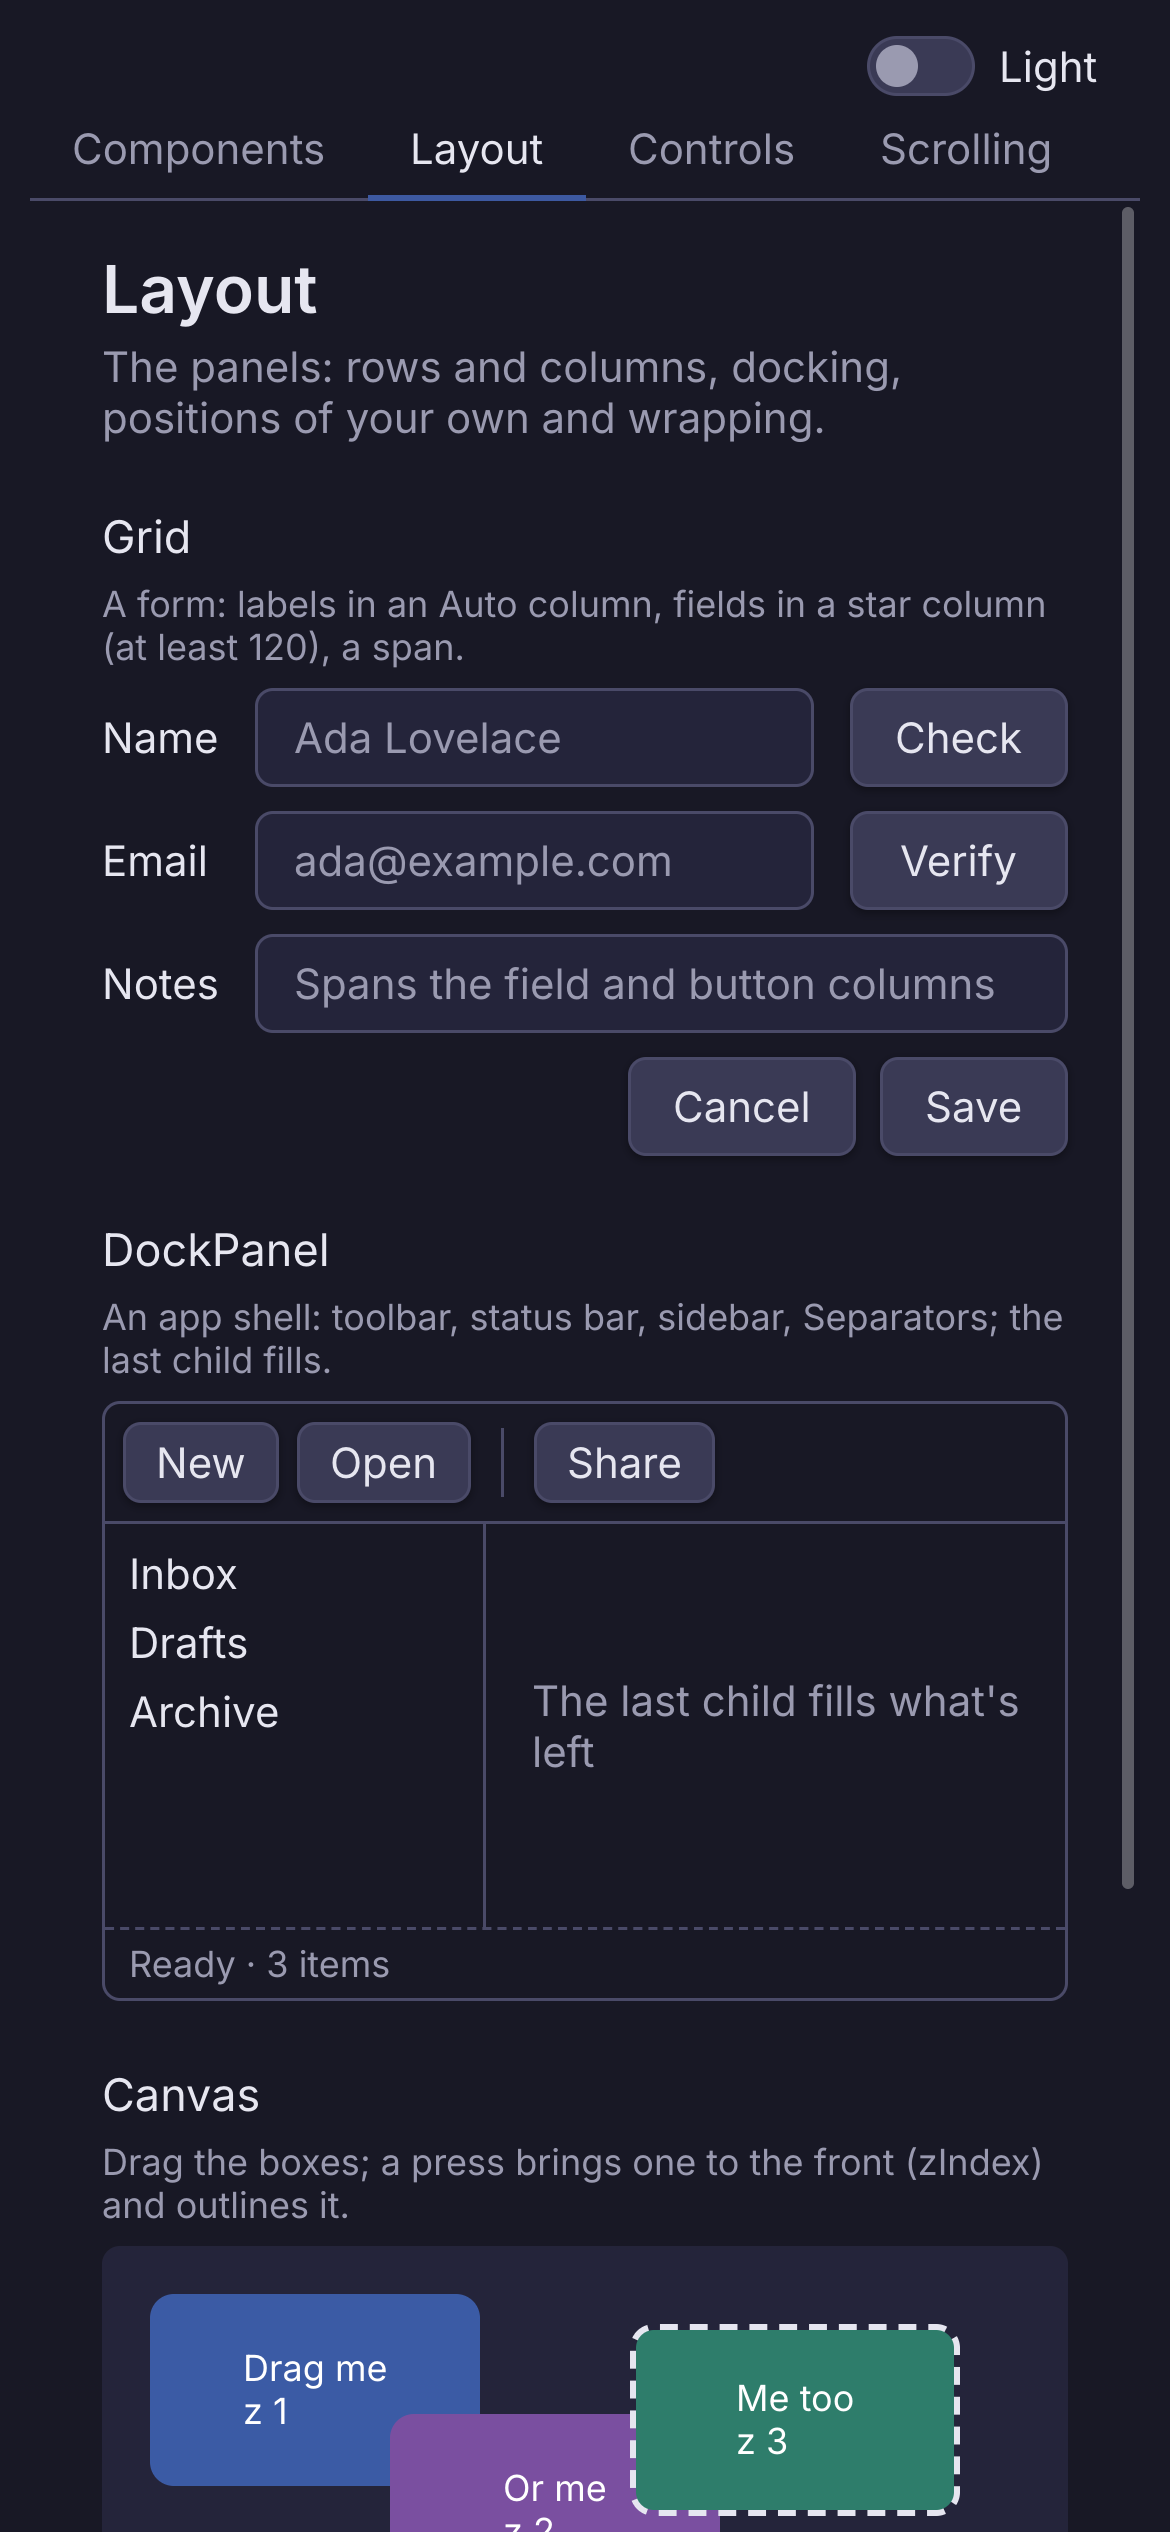 Light
Components Layout Controls Scrolling
Layout
The panels: rows and columns, docking,
positions of your own and wrapping.
Grid
A form: labels in an Auto column, fields in a star column
(at least 120), a span.
Name Ada Lovelace Check
Email ada@example.com Verify
Notes Spans the field and button columns
Cancel Save
DockPanel
An app shell: toolbar, status bar, sidebar, Separators; the
last child fills.
New Open Share
Inbox
Drafts
Archive
The last child fills what's
left
Ready · 3 items
Canvas
Drag the boxes; a press brings one to the front (zIndex)
and outlines it.
Drag me
z 1
Me too
z 3
Or me
z 2